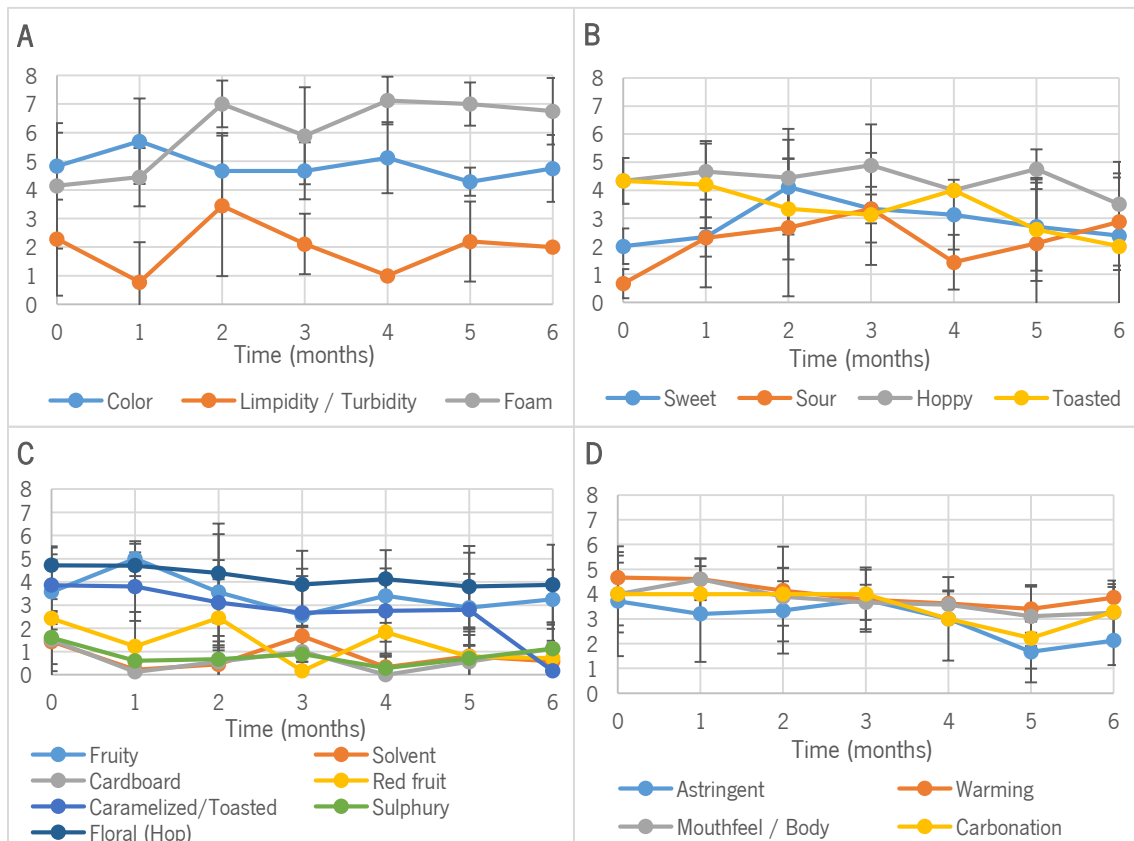 A
8
7
6
5
4
3
2
1
0
0 1 2 3 4 5 6
Time (months)
Color Limpidity / Turbidity Foam
B
8
7
6
5
4
3
2
1
0
0 1 2 3 4 5 6
Time (months)
Sweet Sour Hoppy Toasted
C
8
7
6
5
4
3
2
1
0
0 1 2 3 4 5 6
Time (months)
Fruity Solvent
Cardboard Red fruit
Caramelized/Toasted Sulphury
Floral (Hop)
D
8
7
6
5
4
3
2
1
0
0 1 2 3 4 5 6
Time (months)
Astringent Warming
Mouthfeel / Body Carbonation